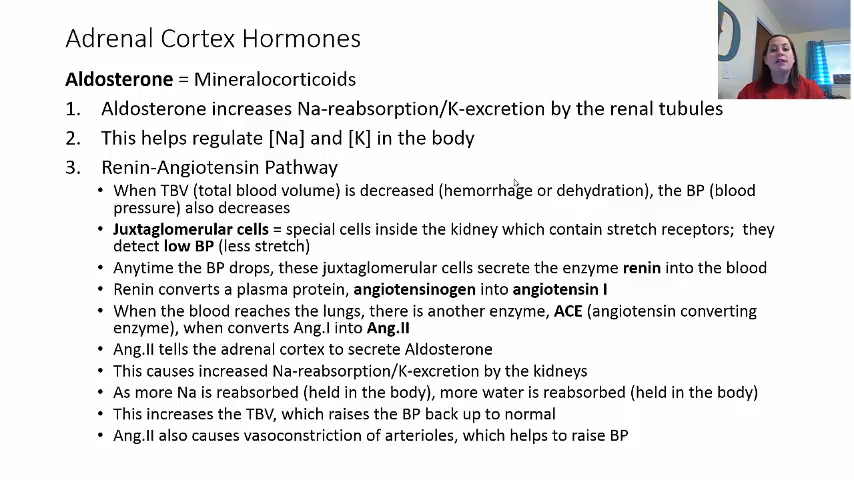 Adrenal Cortex Hormones
Aldosterone = Mineralocorticoids
1. Aldosterone increases Na-reabsorption/K-excretion by the renal tubules
2. This helps regulate [Na] and [K] in the body
3. Renin-Angiotensin Pathway
• When TBV (total blood volume) is decreased (hemorrhage or dehydration), the BP (blood
pressure) also decreases
• Juxtaglomerular cells = special cells inside the kidney which contain stretch receptors; they
detect low BP (less stretch)
• Anytime the BP drops, these juxtaglomerular cells secrete the enzyme renin into the blood
• Renin converts a plasma protein, angiotensinogen into angiotensin I
• When the blood reaches the lungs, there is another enzyme, ACE (angiotensin converting
enzyme), when converts Ang.I into Ang.II
• Ang.II tells the adrenal cortex to secrete Aldosterone
• This causes increased Na-reabsorption/K-excretion by the kidneys
• As more Na is reabsorbed (held in the body), more water is reabsorbed (held in the body)
• This increases the TBV, which raises the BP back up to normal
• Ang.II also causes vasoconstriction of arterioles, which helps to raise BP